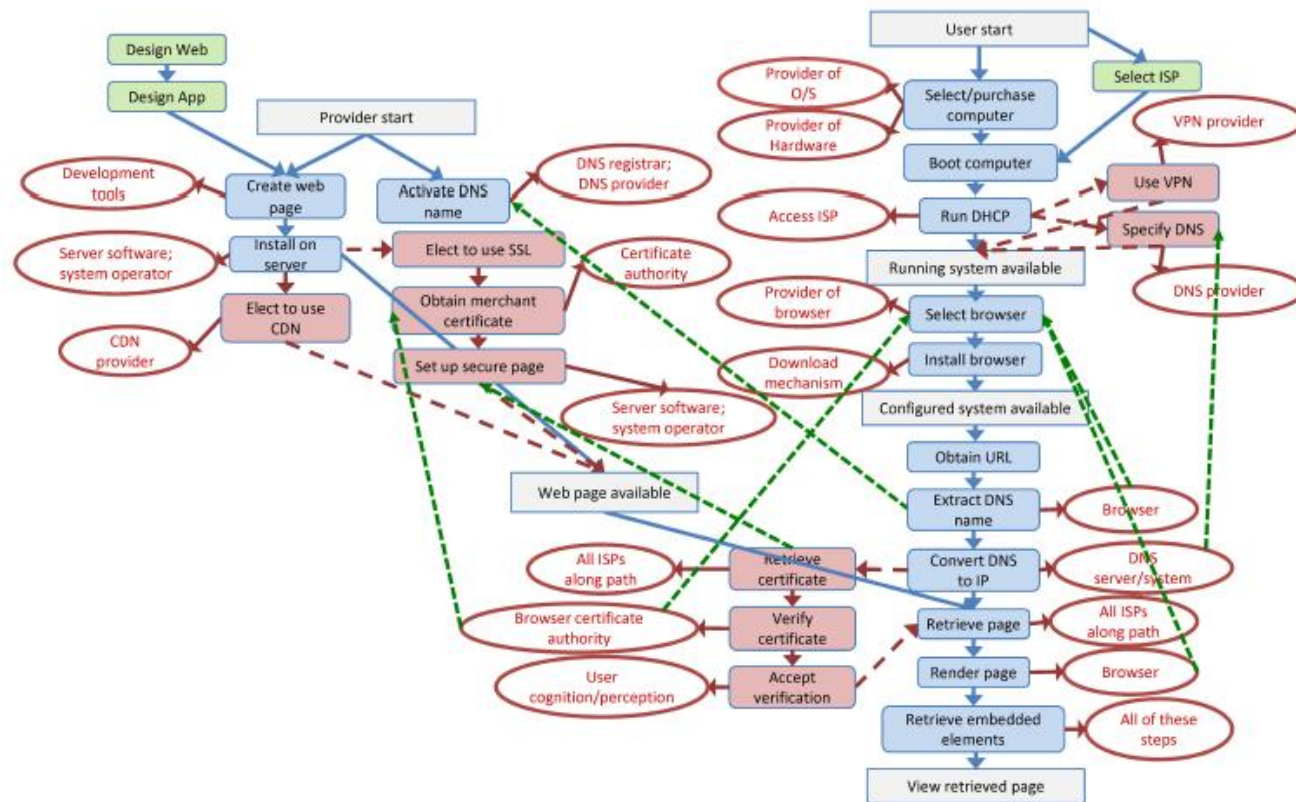 User start
Design Web
Design App
Select ISP
Provider of
O/S
Select/purchase
computer
Provider start
Provider of
Hardware
VPN provider
Boot computer
Development
tools
Create web
page
Activate DNS
name
DNS registrar;
DNS provider
Use VPN
Access ISP
Run DHCP
Specify DNS
Server software;
system operator
Install on
server
Elect to use SSL
Certificate
authority
Running system available
DNS provider
Elect to use
CDN
Obtain merchant
certificate
Provider of
browser
Select browser
CDN
provider
Set up secure page
Download
mechanism
Install browser
Server software;
system operator
Configured system available
Obtain URL
Web page available
Extract DNS
name
Browser
All ISPs
along path
Retrieve
certificate
Convert DNS
to IP
DNS
server/system
Browser certificate
authority
Verify
certificate
Retrieve page
All ISPs
along path
User
cognition/perception
Accept
verification
Render page
Browser
Retrieve embedded
elements
All of these
steps
View retrieved page